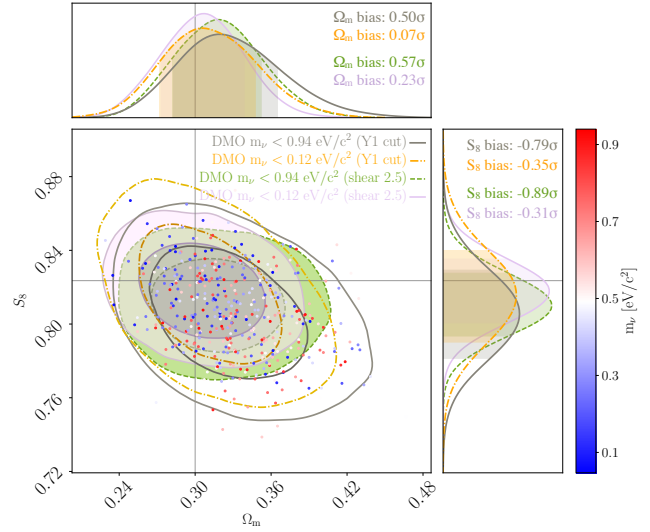 Ωm bias: 0.50σ
Ωm bias: 0.07σ
Ωm bias: 0.57σ
Ωm bias: 0.23σ
DMO mν < 0.94 eV/c² (Y1 cut)
DMO mν < 0.12 eV/c² (Y1 cut)
DMO mν < 0.94 eV/c² (shear 2.5)
DMO mν < 0.12 eV/c² (shear 2.5)
S8 bias: -0.79σ
S8 bias: -0.35σ
S8 bias: -0.89σ
S8 bias: -0.31σ
0.88
0.84
0.80
0.76
0.72
S8
0.24
0.30
0.36
0.42
0.48
Ωm
0.9
0.7
0.5
0.3
0.1
mν [eV/c²]